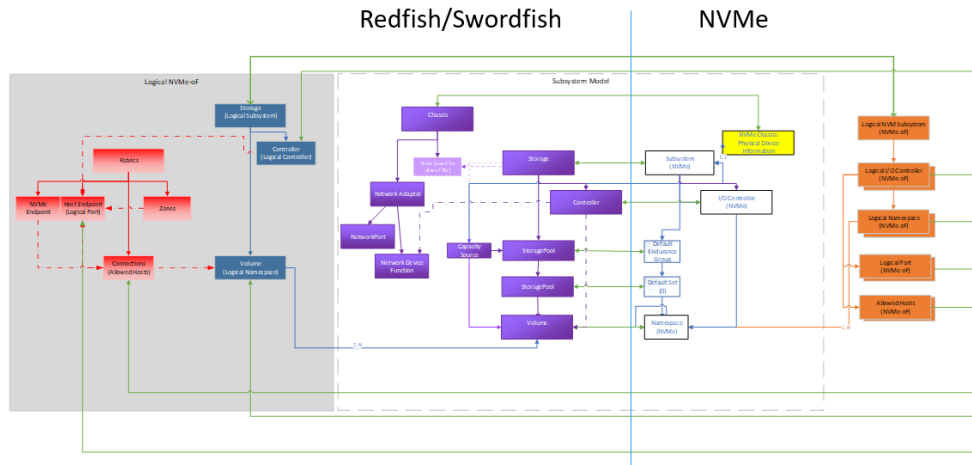 Redfish/Swordfish
NVMe
Logical NVMe-oF
Subsystem Model
Storage
(Logical Subsystem)
Controller
(Logical Controller)
Fabrics
NVMe
Endpoint
Host Endpoint
(Logical Port)
Zones
Connections
(Allowed Hosts)
Volume
(Logical Namespace)
Chassis
Network Adapter
NetworkPort
Network Device
Function
Storage
Controller
Capacity
Source
StoragePool
StoragePool
Volume
1..N
NVMe Chassis:
Physical Device
Information
1..1
Subsystem
(NVMe)
I/O Controller
(NVMe)
Default
Endurance
Group
Default Set
(0)
Namespace
(NVMe)
Logical NVM Subsystem
(NVMe-oF)
Logical I/O Controller
(NVMe-oF)
Logical Namespace
(NVMe-oF)
Logical Port
(NVMe-oF)
Allowed Hosts
(NVMe-oF)
1..N